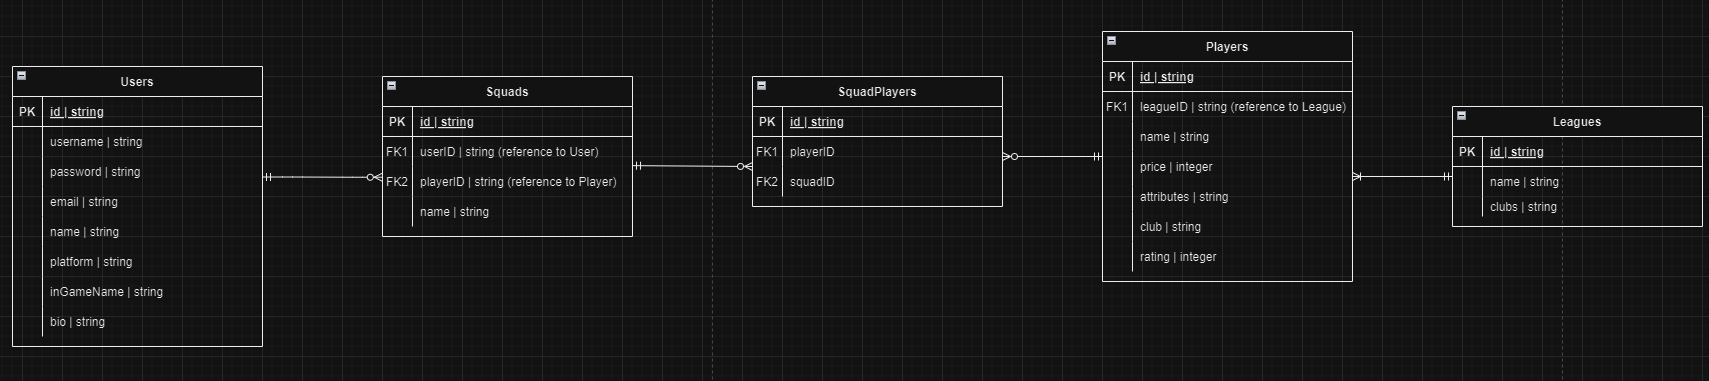 Users
PK id | string
username | string
password | string
email | string
name | string
platform | string
inGameName | string
bio | string
Squads
PK id | string
FK1 userID | string (reference to User)
FK2 playerID | string (reference to Player)
name | string
SquadPlayers
PK id | string
FK1 playerID
FK2 squadID
Players
PK id | string
FK1 leagueID | string (reference to League)
name | string
price | integer
attributes | string
club | string
rating | integer
Leagues
PK id | string
name | string
clubs | string